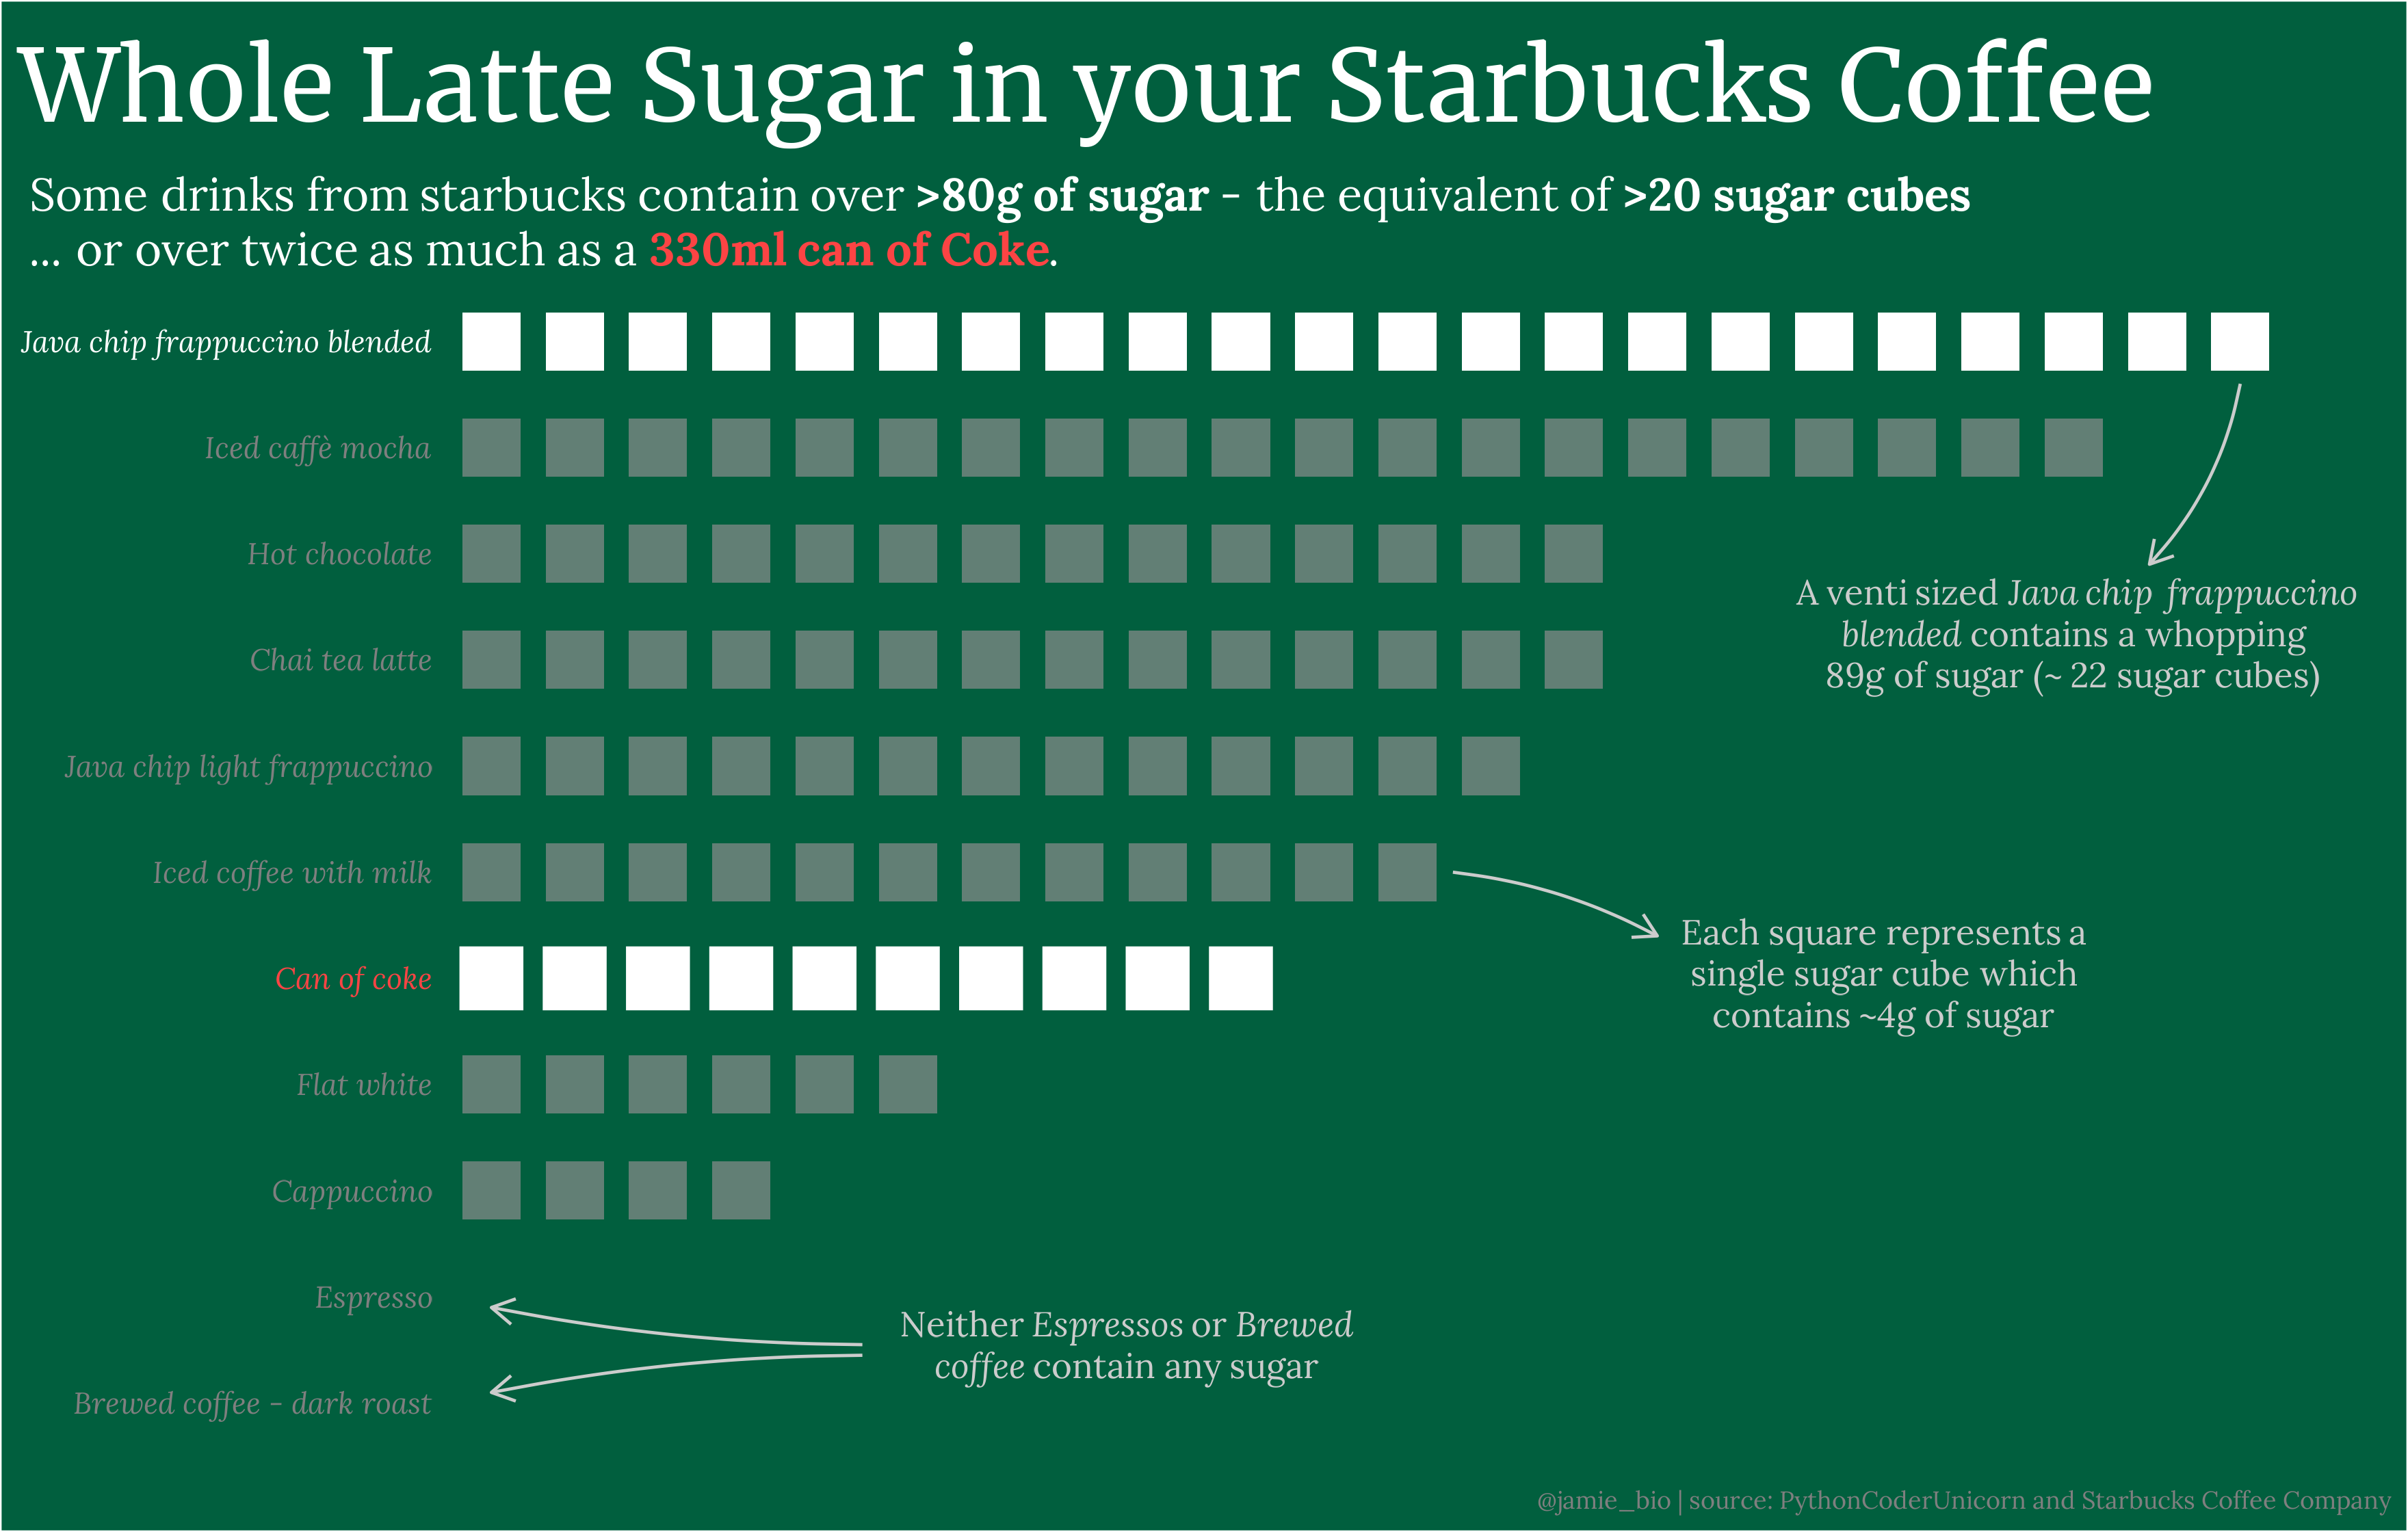 Whole Latte Sugar in your Starbucks Coffee
Some drinks from starbucks contain over >80g of sugar - the equivalent of >20 sugar cubes
... or over twice as much as a 330ml can of Coke.
Java chip frappuccino blended
Iced caffè mocha
Hot chocolate
A venti sized Java chip frappuccino
blended contains a whopping
89g of sugar (~ 22 sugar cubes)
Chai tea latte
Java chip light frappuccino
Iced coffee with milk
Each square represents a
single sugar cube which
contains ~4g of sugar
Can of coke
Flat white
Cappuccino
Espresso
Neither Espressos or Brewed
coffee contain any sugar
Brewed coffee - dark roast
@jamie_bio | source: PythonCoderUnicorn and Starbucks Coffee Company